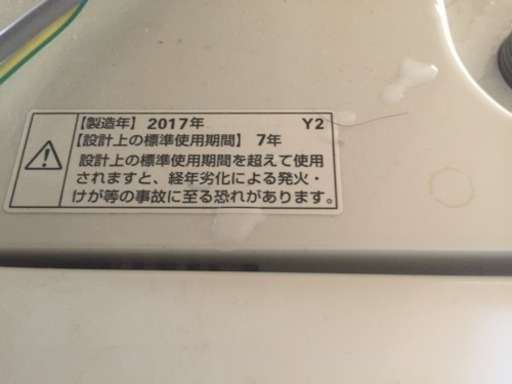 【製造年】 2017年 Y2
【設計上の標準使用期間】 7年
設計上の標準使用期間を超えて使用
されますと、経年劣化による発火・
けが等の事故に至る恐れがあります。